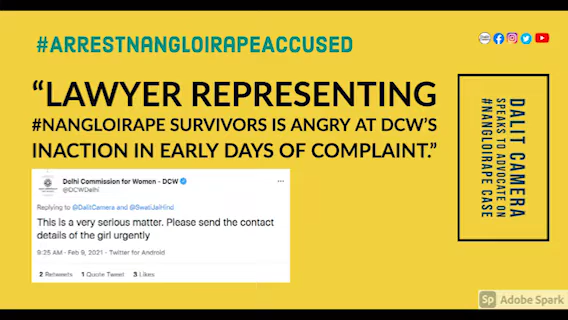 #ARRESTNANGLOIRAPEACCUSED
“LAWYER REPRESENTING
#NANGLOIRAPE SURVIVORS IS ANGRY AT DCW’S
INACTION IN EARLY DAYS OF COMPLAINT.”
Delhi Commission for Women - DCW
@DCWDelhi
Replying to @DalitCamera and @SwatiJaiHind
This is a very serious matter. Please send the contact
details of the girl urgently
9:25 AM · Feb 9, 2021 · Twitter for Android
2 Retweets 1 Quote Tweet 3 Likes
DALIT CAMERA
SPEAKS TO ADVOCATE ON
#NANGLOIRAPE CASE
Sp Adobe Spark